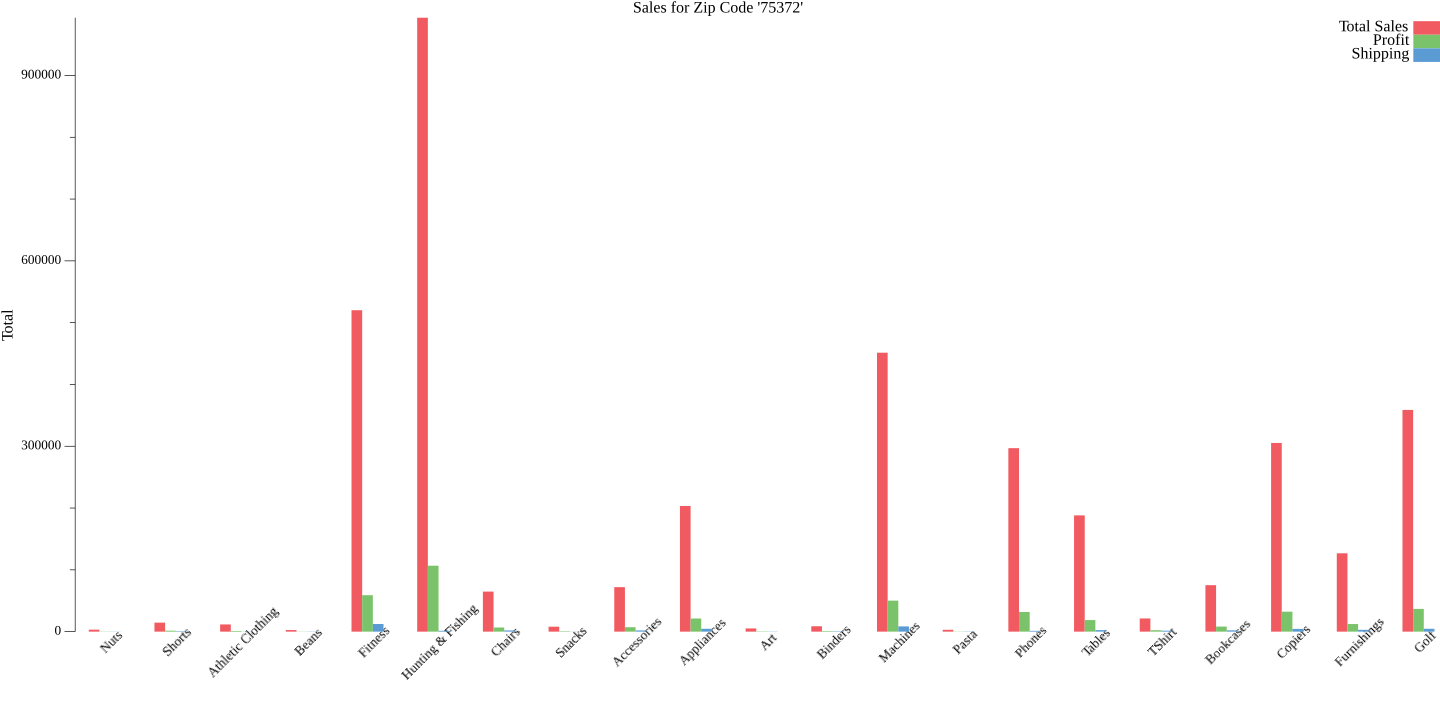 Sales for Zip Code '75372'
Total Sales
Profit
Shipping
900000
600000
300000
0
Total
Nuts
Shorts
Athletic Clothing
Beans
Fitness
Hunting & Fishing
Chairs
Snacks
Accessories
Appliances
Art
Binders
Machines
Pasta
Phones
Tables
TShirt
Bookcases
Copiers
Furnishings
Golf